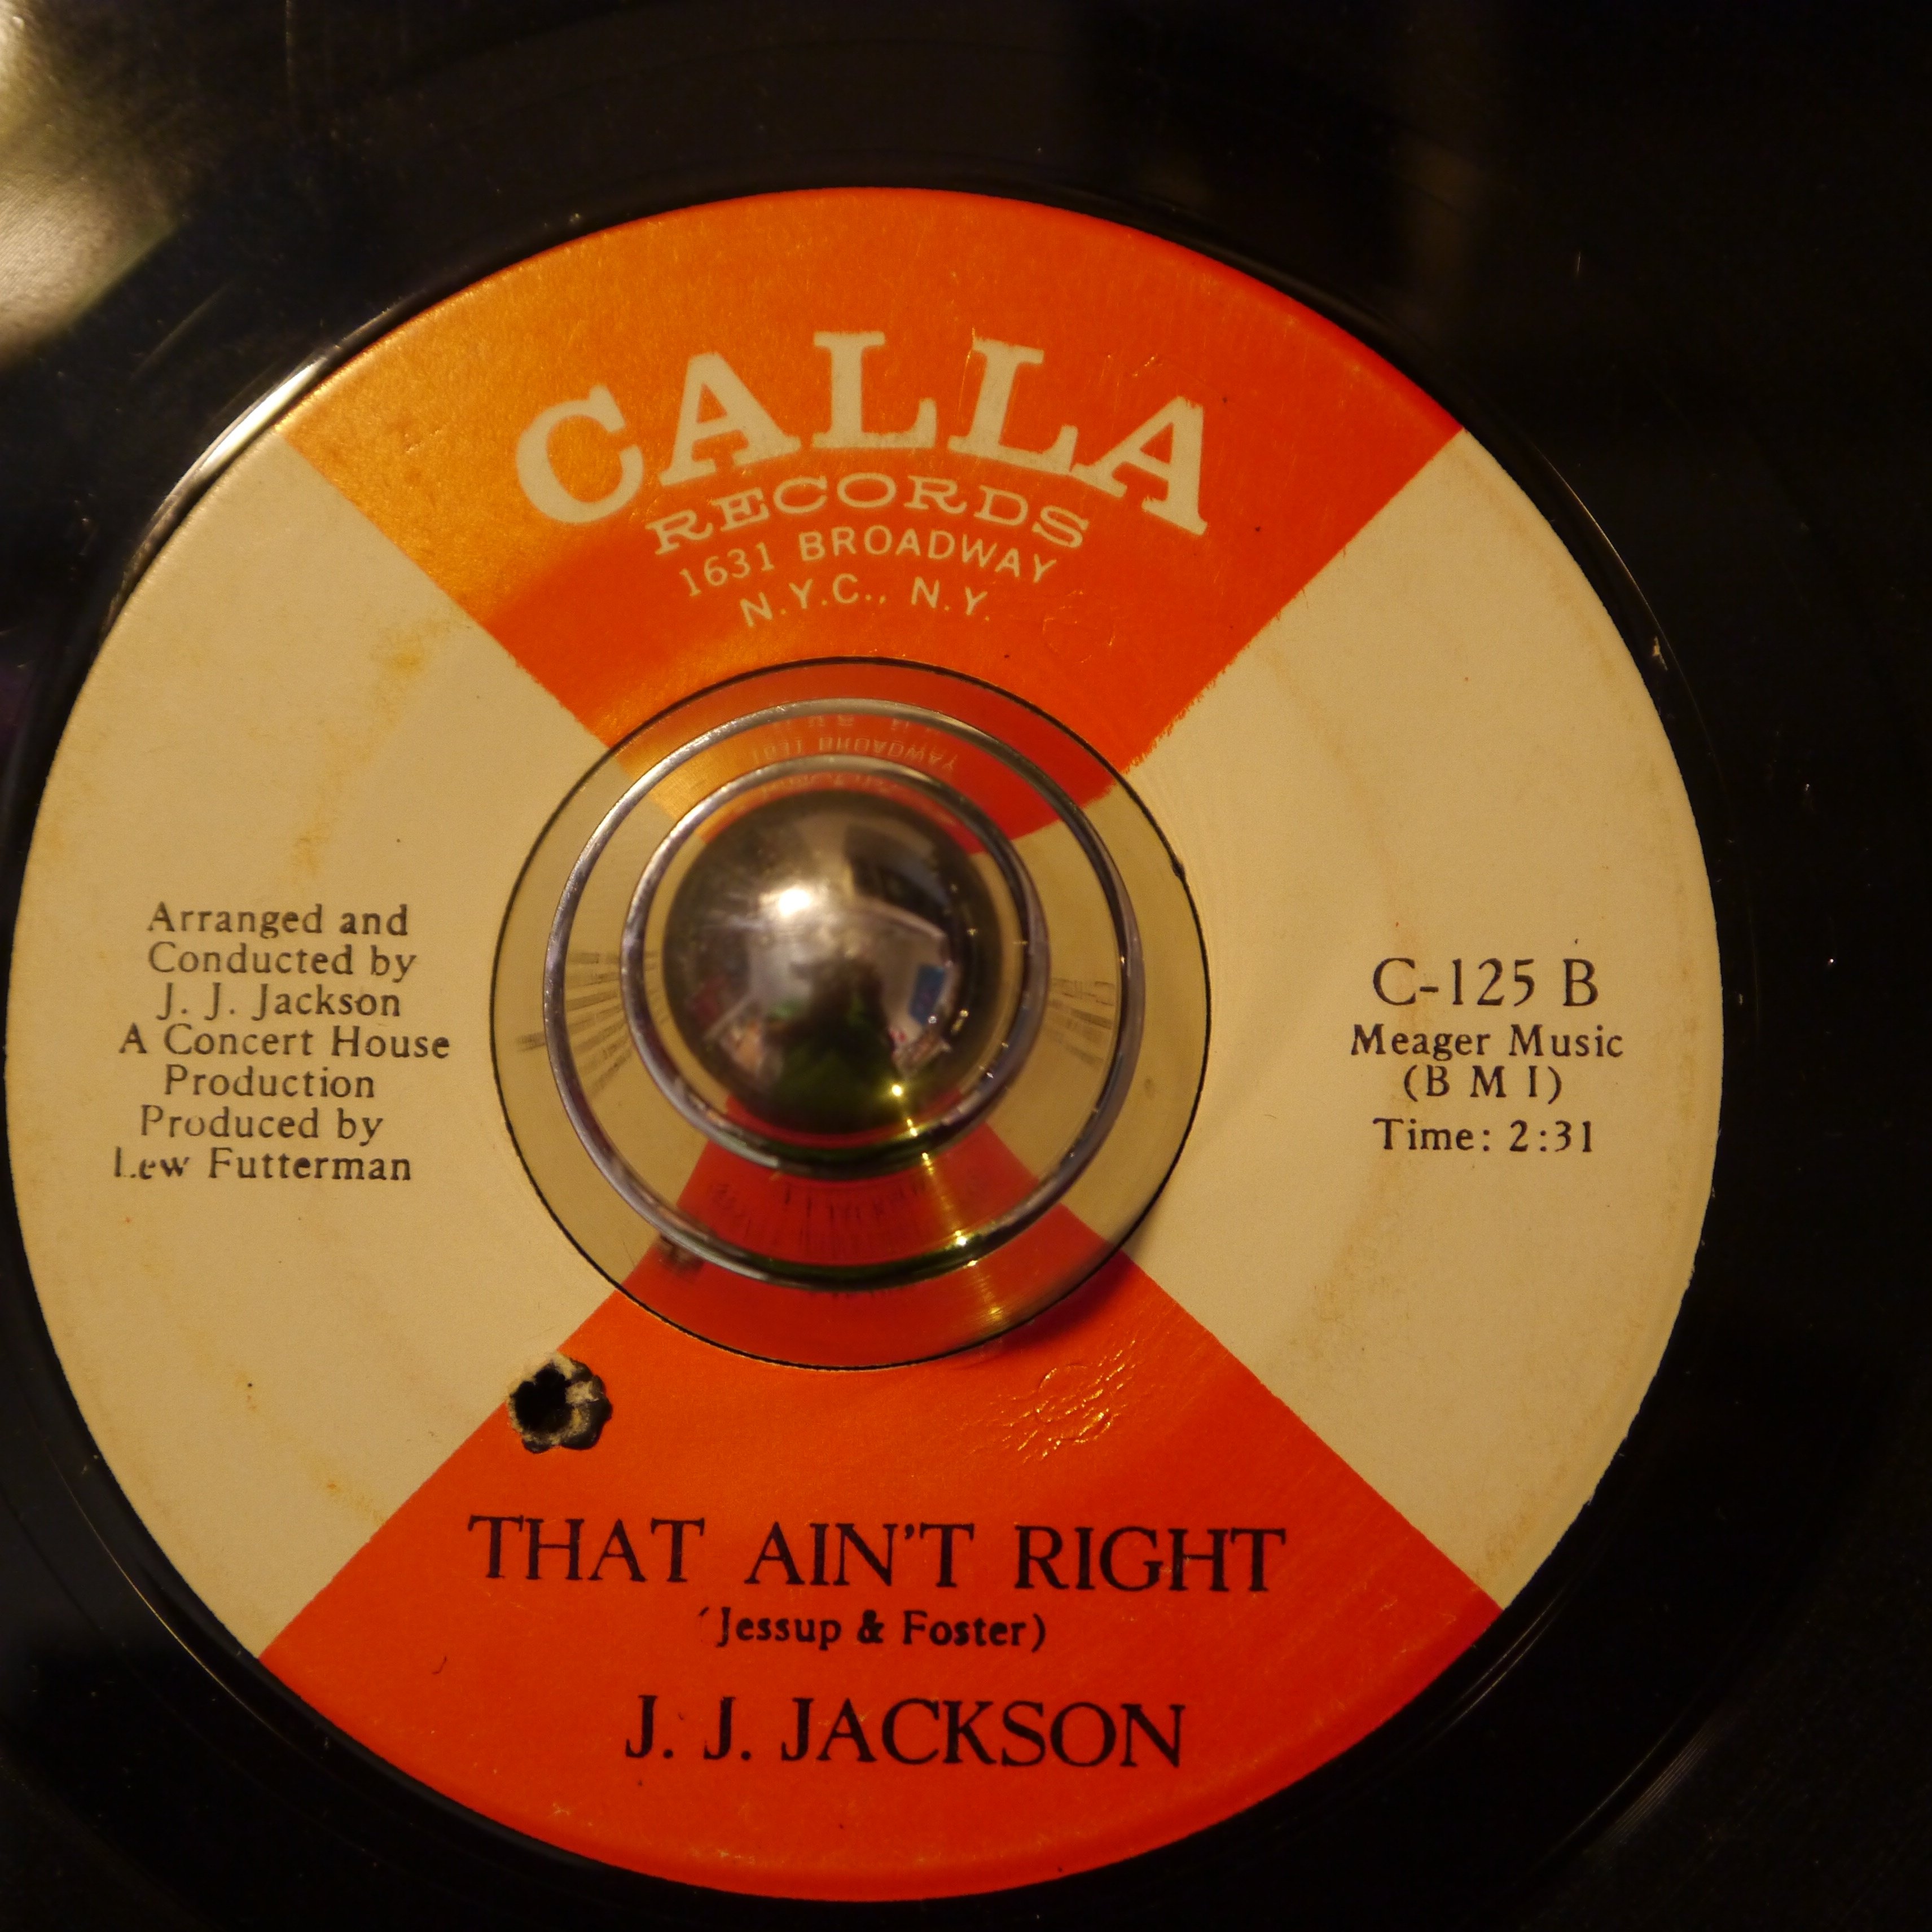 CALLA
RECORDS
1631 BROADWAY
N.Y.C., N.Y.
Arranged and
Conducted by
J. J. Jackson
A Concert House
Production
Produced by
Lew Futterman
C-125 B
Meager Music
(B M I)
Time: 2:31
THAT AIN'T RIGHT
(Jessup & Foster)
J. J. JACKSON